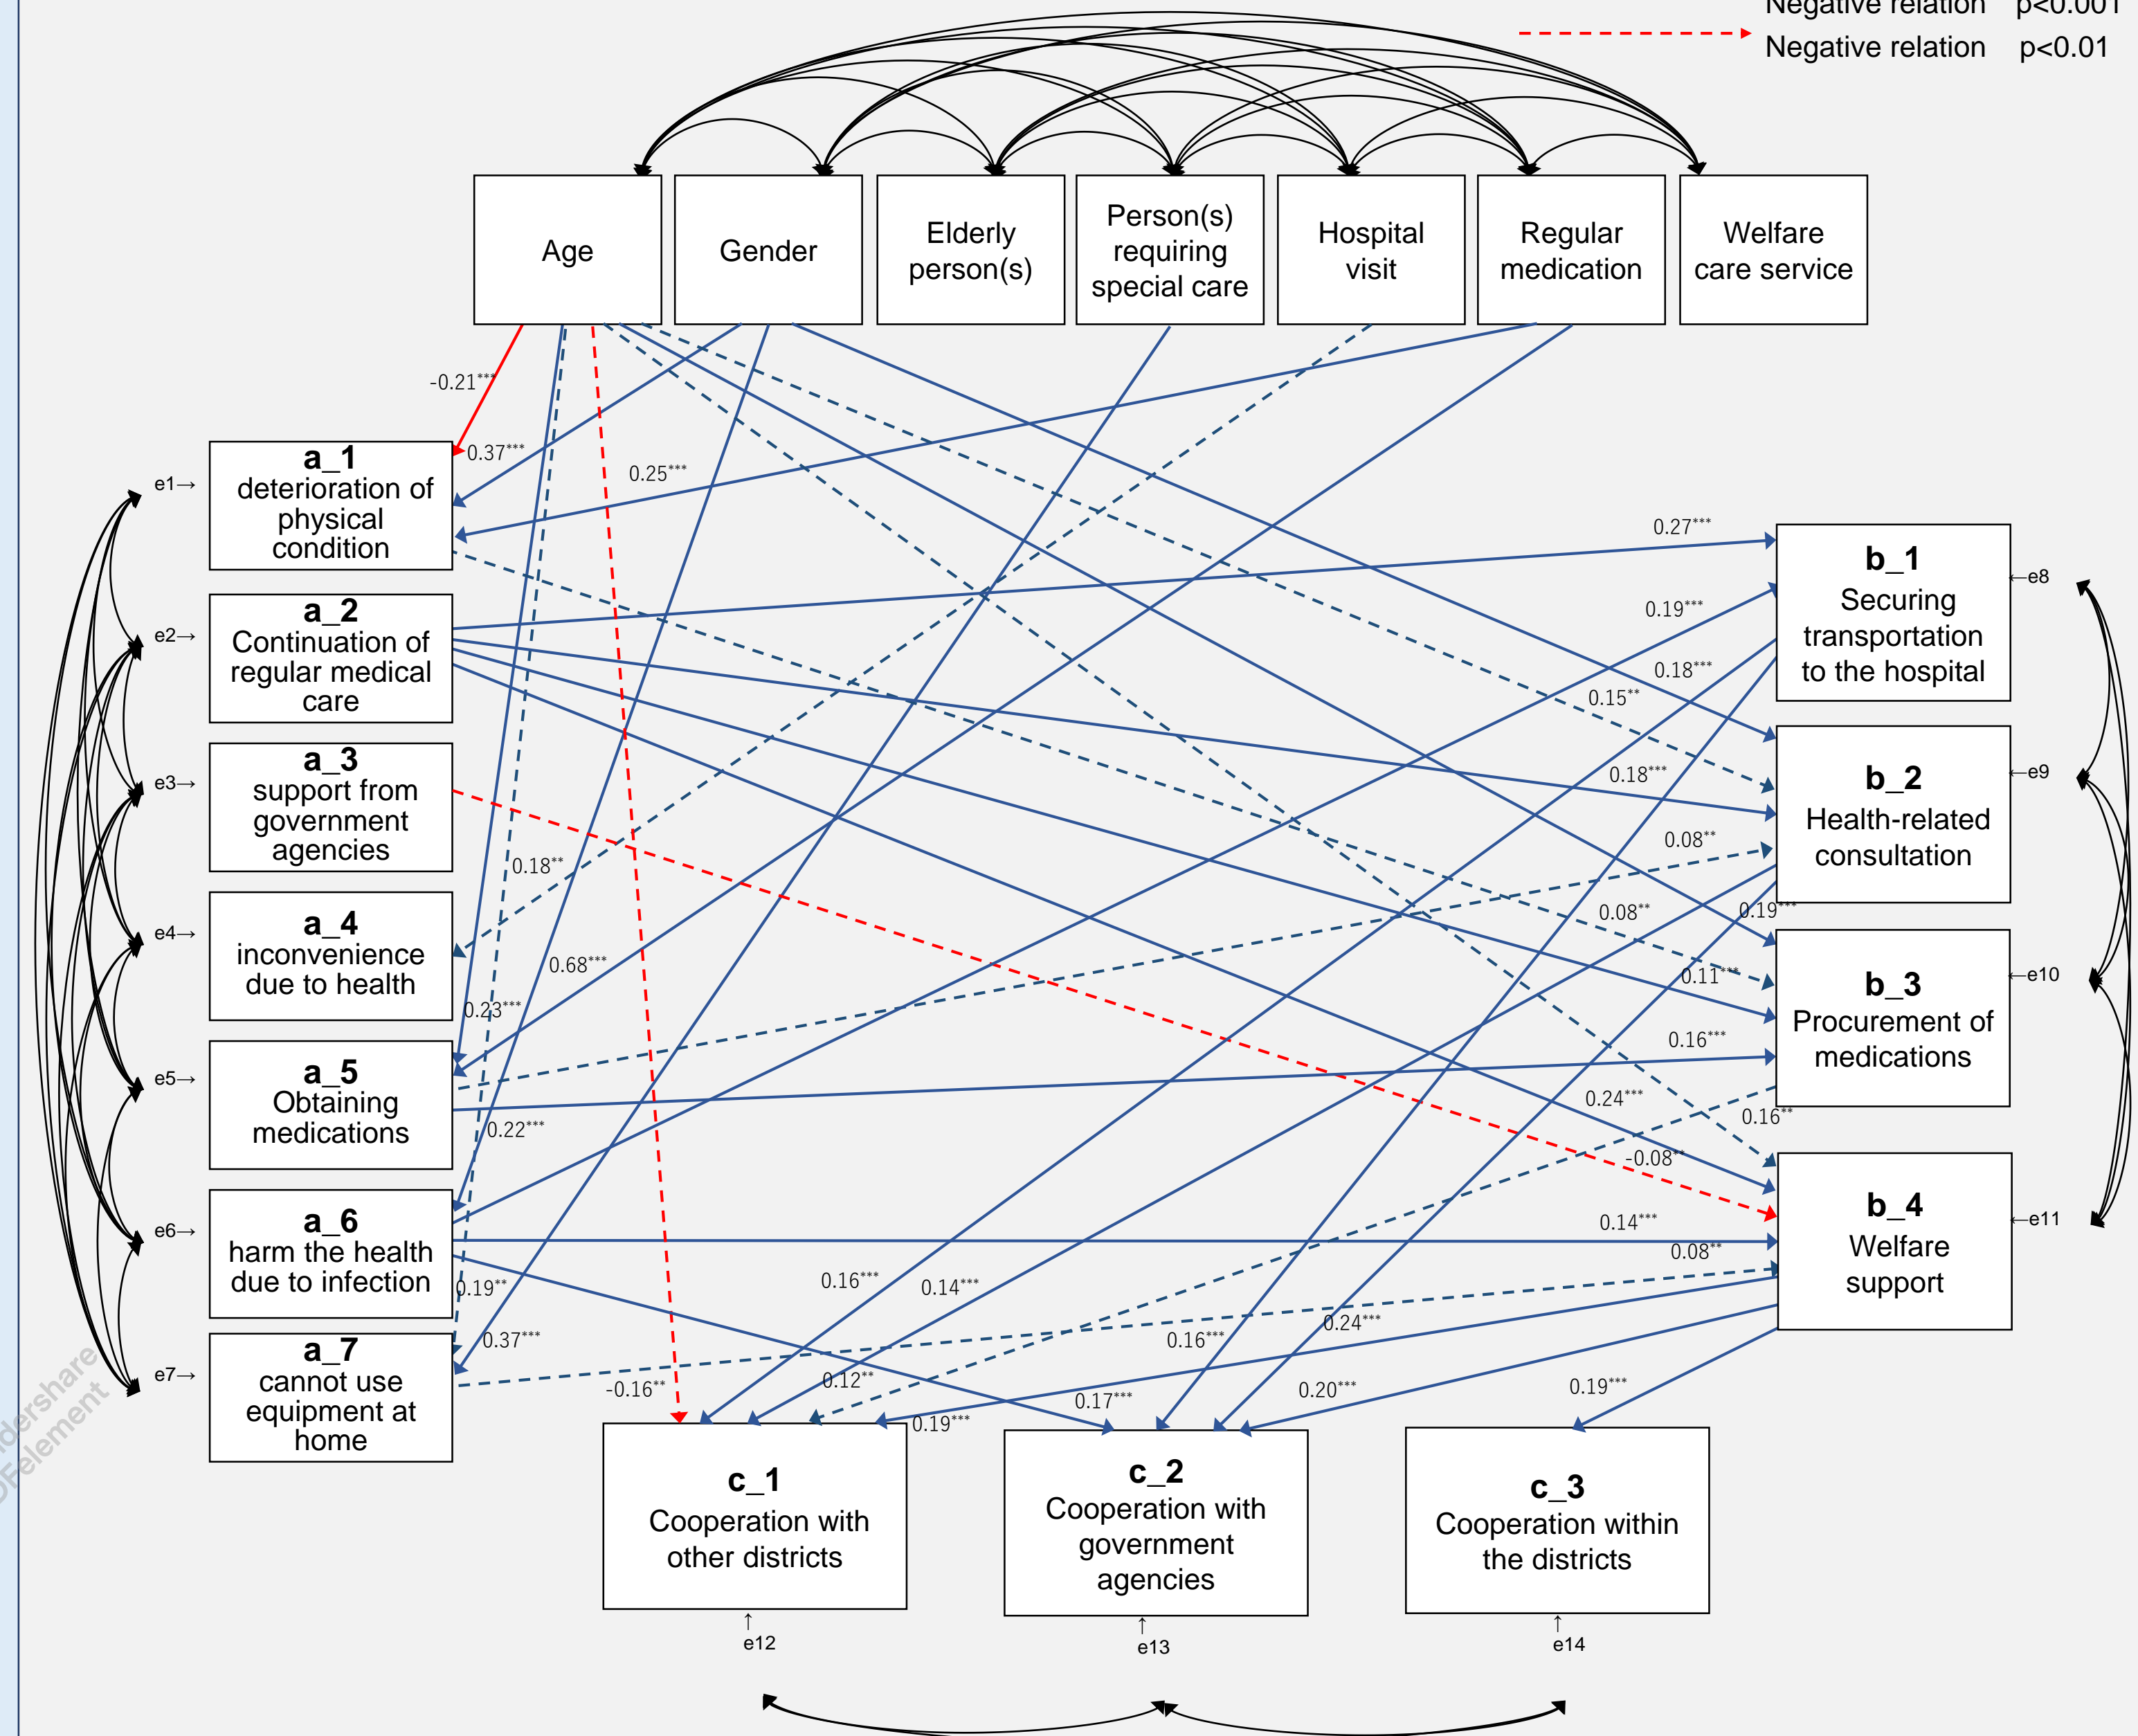 Negative relation p<0.001
Negative relation p<0.01
Age
Gender
Elderly
person(s)
Person(s)
requiring
special care
Hospital
visit
Regular
medication
Welfare
care service
-0.21***
0.37***
0.25***
e1→
a_1
deterioration of
physical
condition
e2→
a_2
Continuation of
regular medical
care
e3→
a_3
support from
government
agencies
e4→
a_4
inconvenience
due to health
e5→
a_5
Obtaining
medications
e6→
a_6
harm the health
due to infection
e7→
a_7
cannot use
equipment at
home
0.18**
0.68***
0.23***
0.22***
0.19**
0.37***
0.27***
0.19***
0.18***
0.15**
0.18***
0.08**
0.08**
0.19***
0.11***
0.16***
0.24***
0.16**
-0.08**
0.14***
0.08**
b_1
Securing
transportation
to the hospital
←e8
b_2
Health-related
consultation
←e9
b_3
Procurement of
medications
←e10
b_4
Welfare
support
←e11
0.16***
0.14***
0.16***
0.24***
-0.16**
0.12**
0.17***
0.20***
0.19***
0.19***
c_1
Cooperation with
other districts
↑
e12
c_2
Cooperation with
government
agencies
↑
e13
c_3
Cooperation within
the districts
↑
e14